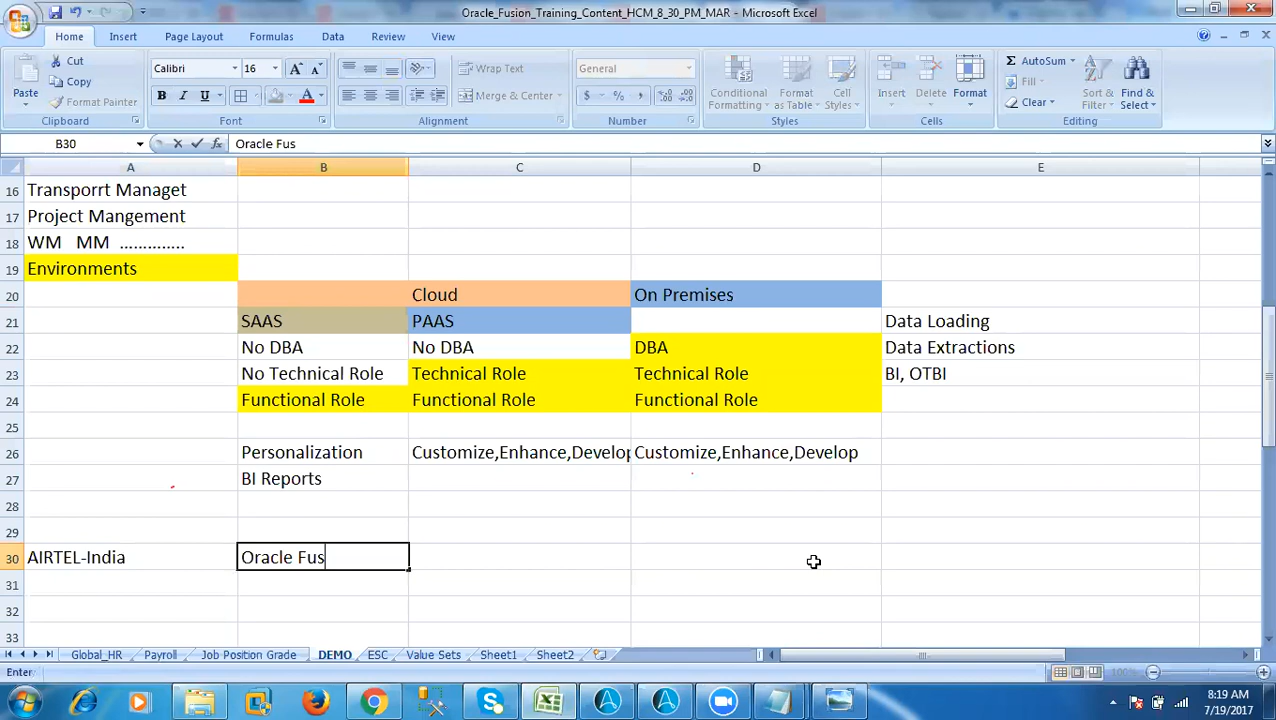 Oracle_Fusion_Training_Content_HCM_8_30_PM_MAR - Microsoft Excel
Home Insert Page Layout Formulas Data Review View
Paste Cut Copy Format Painter Clipboard
Calibri 16 B I U A Font
Wrap Text Merge & Center Alignment
General $ % , Number
Conditional Formatting Format as Table Cell Styles Styles
Insert Delete Format Cells
Σ AutoSum Fill Clear Sort & Filter Find & Select Editing
B30 fx Oracle Fus
A B C D E
16 Transporrt Managet
17 Project Mangement
18 WM MM ..............
19 Environments
20 Cloud On Premises
21 SAAS PAAS Data Loading
22 No DBA No DBA DBA Data Extractions
23 No Technical Role Technical Role Technical Role BI, OTBI
24 Functional Role Functional Role Functional Role
25
26 Personalization Customize,Enhance,Develop Customize,Enhance,Develop
27 BI Reports
28
29
30 AIRTEL-India Oracle Fus
31
32
33
Global_HR Payroll Job Position Grade DEMO ESC Value Sets Sheet1 Sheet2
Enter 100%
8:19 AM
7/19/2017